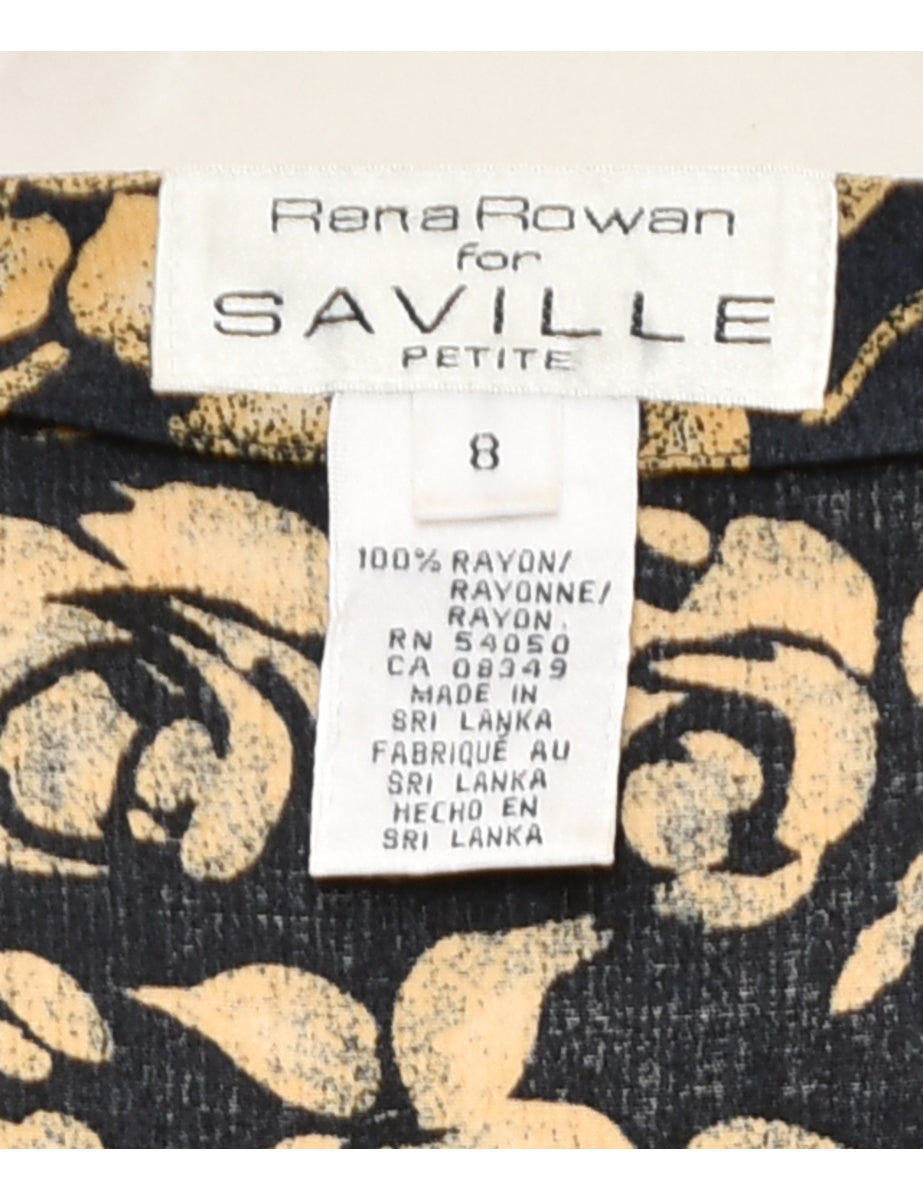 Rena Rowan
for
SAVILLE
PETITE
8
100% RAYON/
RAYONNE/
RAYON
RN 54050
CA 08349
MADE IN
SRI LANKA
FABRIQUÉ AU
SRI LANKA
HECHO EN
SRI LANKA